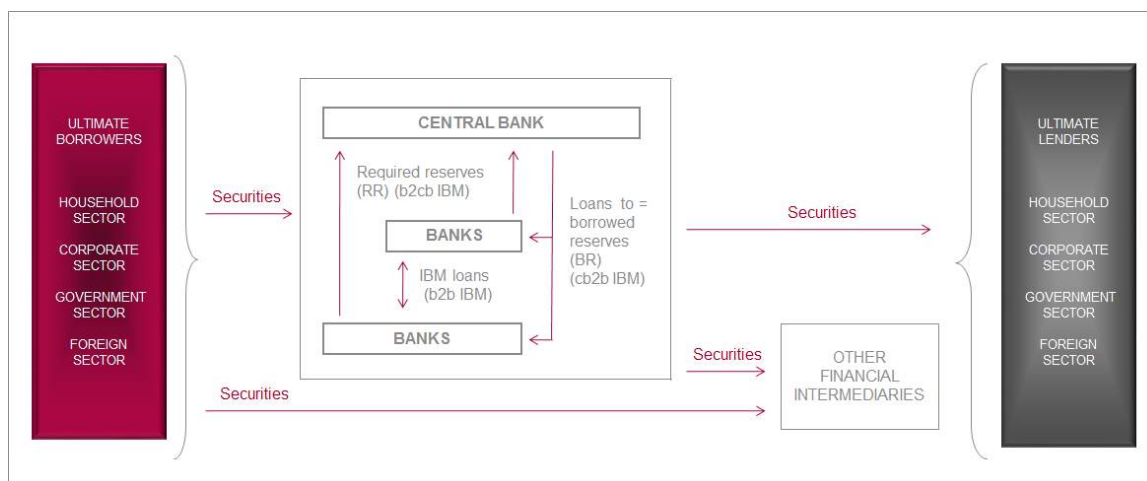 ULTIMATE
BORROWERS
HOUSEHOLD
SECTOR
CORPORATE
SECTOR
GOVERNMENT
SECTOR
FOREIGN
SECTOR
Securities
Securities
CENTRAL BANK
Required reserves
(RR) (b2cb IBM)
BANKS
IBM loans
(b2b IBM)
BANKS
Loans to =
borrowed
reserves
(BR)
(cb2b IBM)
Securities
Securities
OTHER
FINANCIAL
INTERMEDIARIES
ULTIMATE
LENDERS
HOUSEHOLD
SECTOR
CORPORATE
SECTOR
GOVERNMENT
SECTOR
FOREIGN
SECTOR